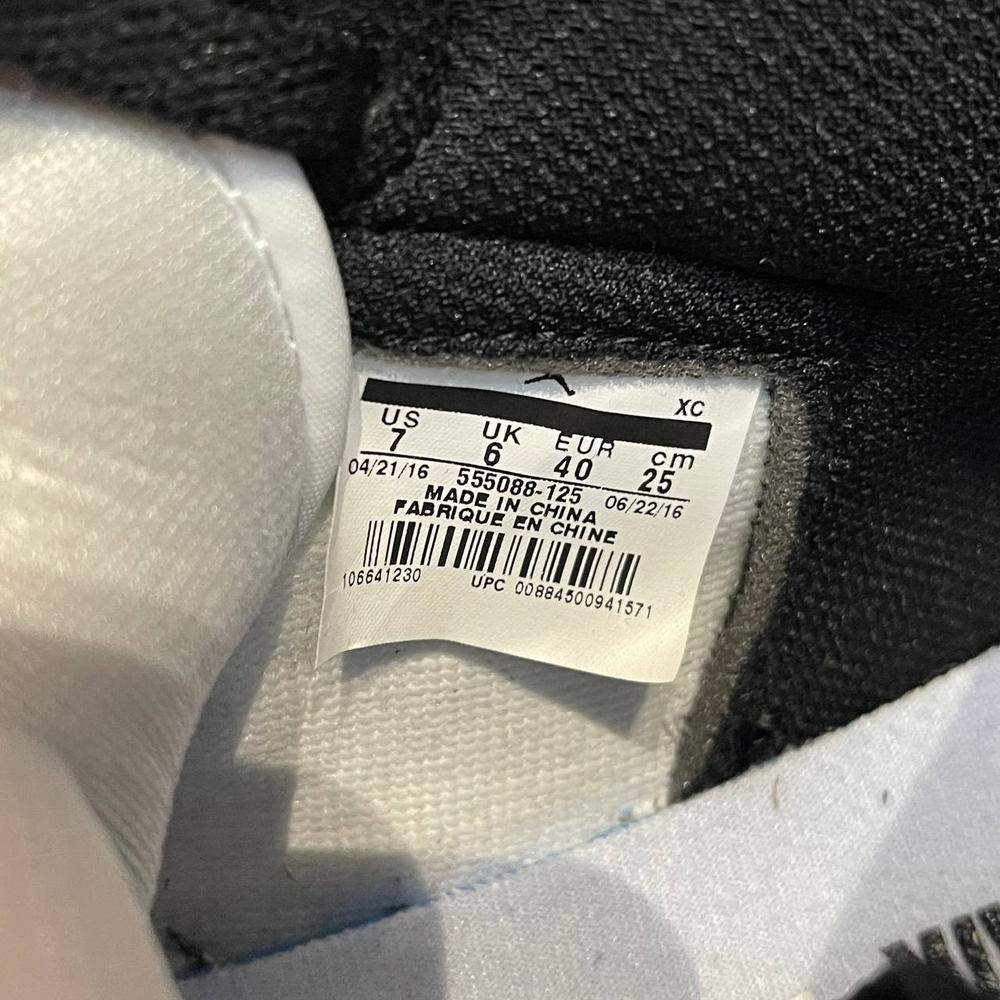 XC
US UK EUR cm
7 6 40 25
04/21/16 555088-125 06/22/16
MADE IN CHINA
FABRIQUE EN CHINE
106641230 UPC 00884500941571